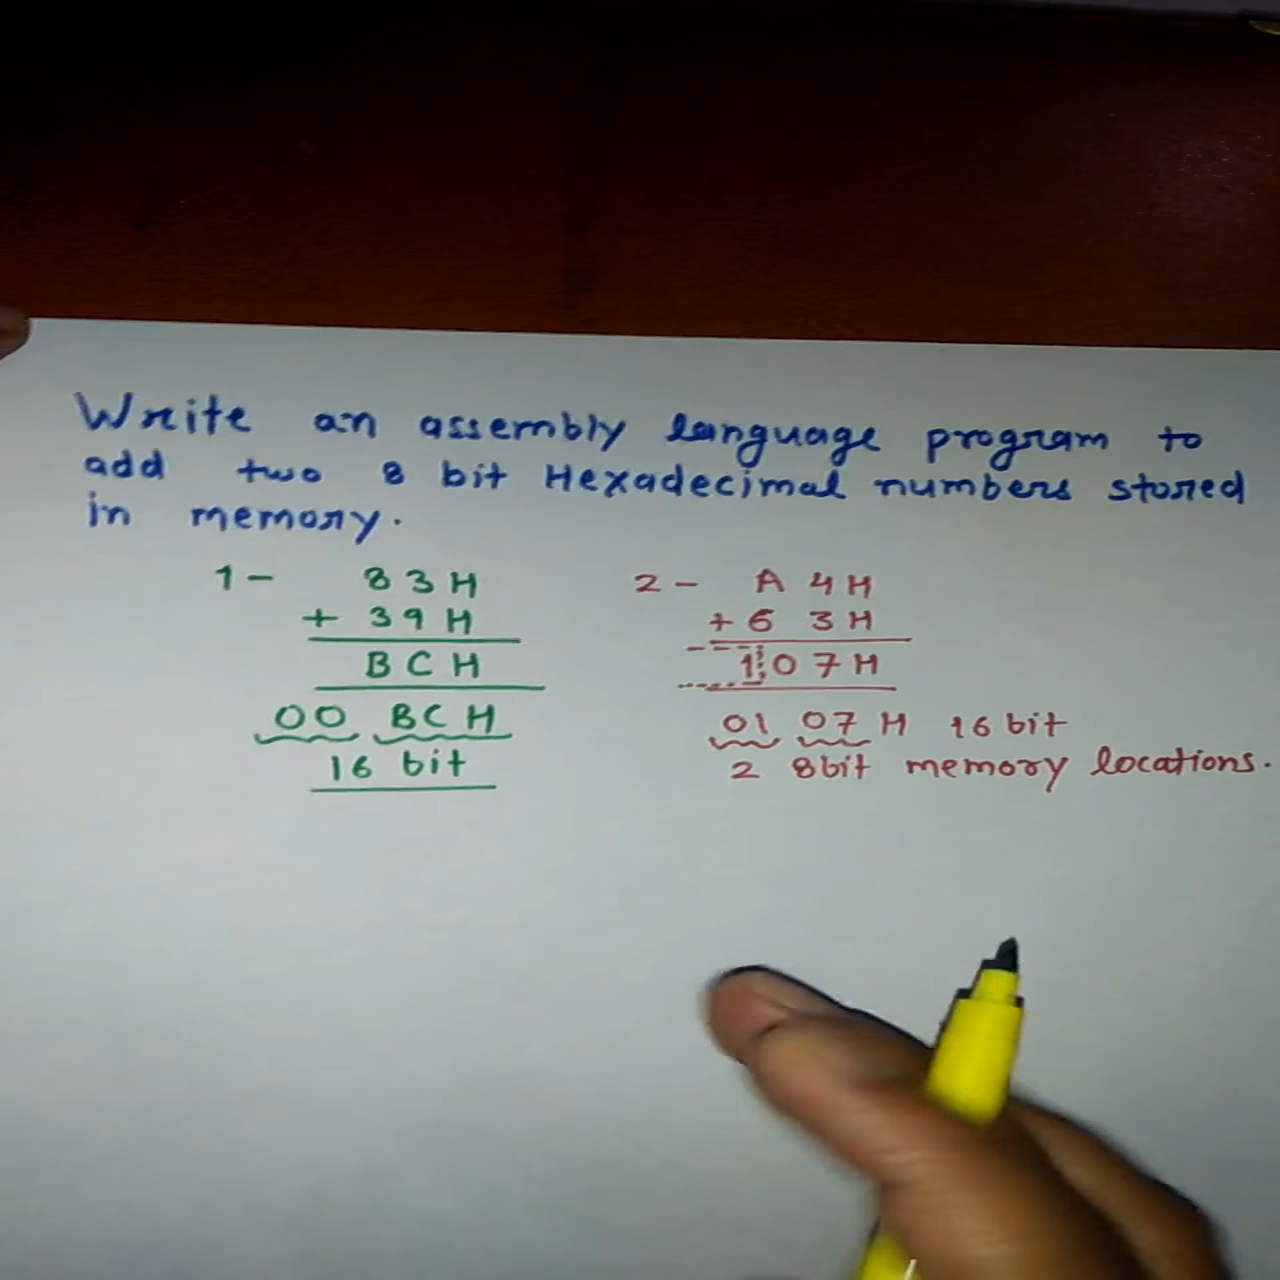 Write an assembly language program to
add two 8 bit Hexadecimal numbers stored
in memory.
1- 83H
+ 39H
BCH
00 BCH
16 bit
2- A4H
+63H
107H
01 07H 16 bit
2 8bit memory locations.